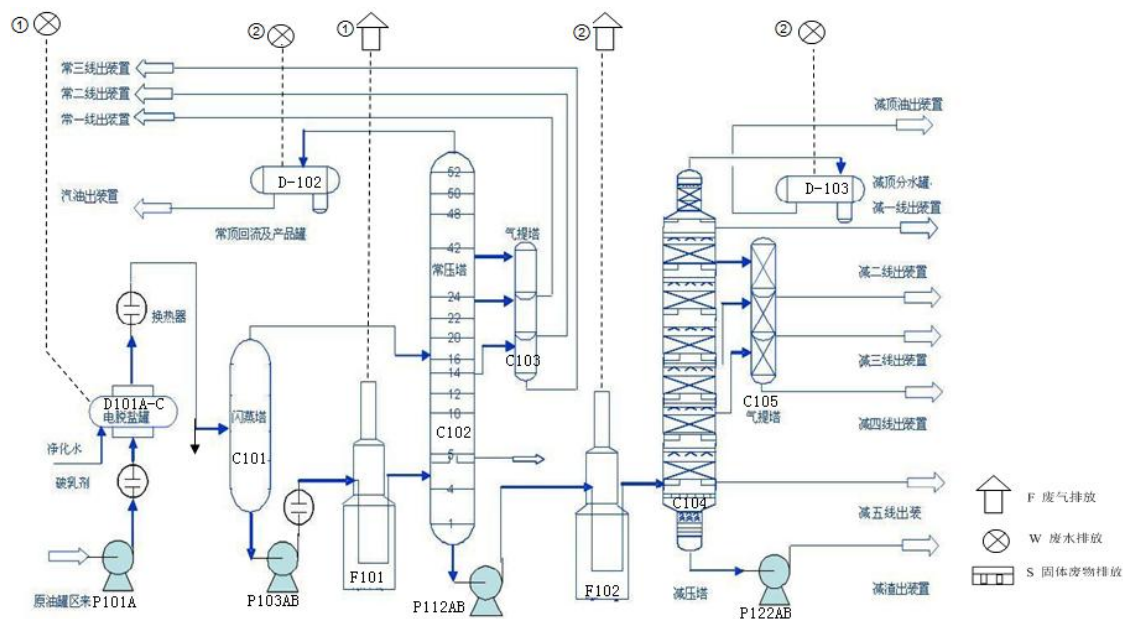 ① ② ① ② ②
常三线出装置
常二线出装置
常一线出装置
减顶油出装置
D-102
D-103
汽油出装置
常顶回流及产品罐
减顶分水罐.
减一线出装置
52
50
48
42
常压塔
24
22
20
16
14
12
10
C102
5
4
1
气提塔
C103
减二线出装置
减三线出装置
减四线出装置
减五线出装
减渣出装置
C105
气提塔
换热器
D101A-C
电脱盐罐
净化水
破乳剂
闪蒸塔
C101
C104
原油罐区来
P101A
P103AB
F101
P112AB
F102
减压塔
P122AB
F 废气排放
W 废水排放
S 固体废物排放